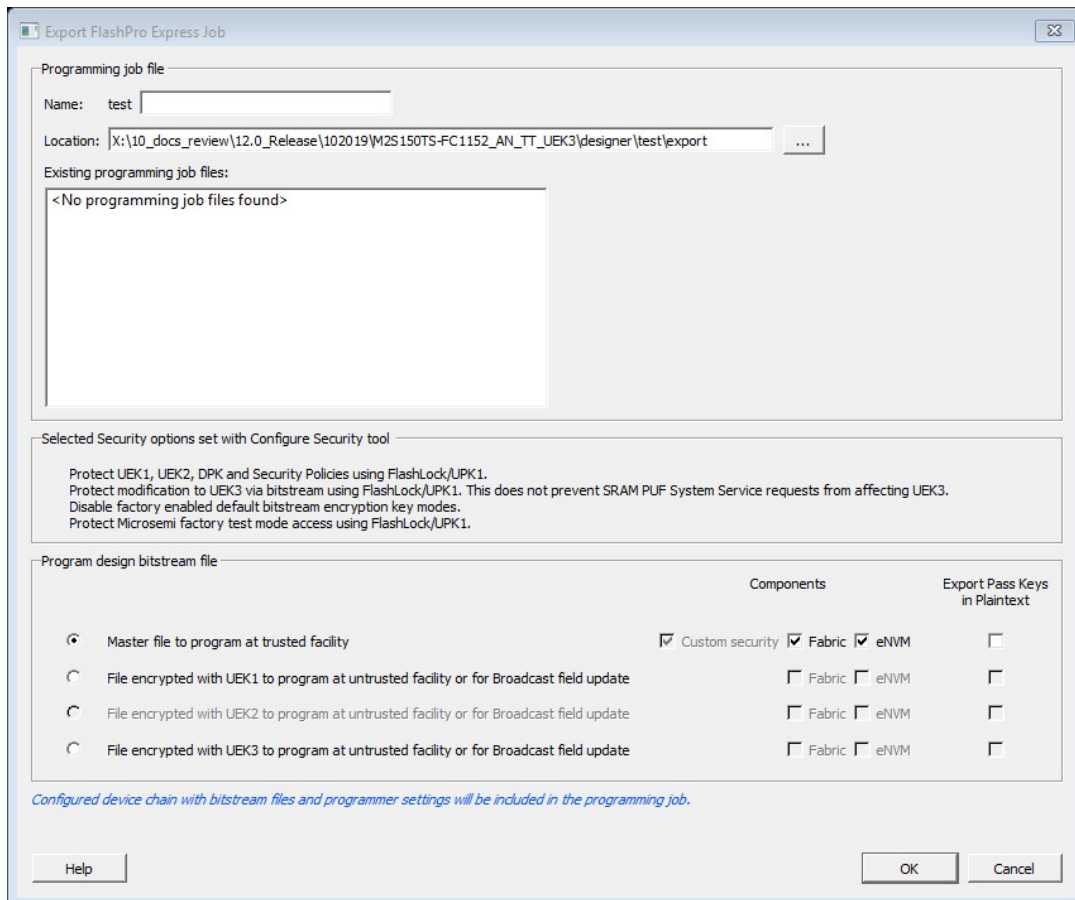 Export FlashPro Express Job
Programming job file
Name: test
Location: X:\10_docs_review\12.0_Release\102019\M2S150TS-FC1152_AN_TT_UEK3\designer\test\export ...
Existing programming job files:
<No programming job files found>
Selected Security options set with Configure Security tool
Protect UEK1, UEK2, DPK and Security Policies using FlashLock/UPK1.
Protect modification to UEK3 via bitstream using FlashLock/UPK1. This does not prevent SRAM PUF System Service requests from affecting UEK3.
Disable factory enabled default bitstream encryption key modes.
Protect Microsemi factory test mode access using FlashLock/UPK1.
Program design bitstream file
Components Export Pass Keys
in Plaintext
Master file to program at trusted facility Custom security Fabric eNVM
File encrypted with UEK1 to program at untrusted facility or for Broadcast field update Fabric eNVM
File encrypted with UEK2 to program at untrusted facility or for Broadcast field update Fabric eNVM
File encrypted with UEK3 to program at untrusted facility or for Broadcast field update Fabric eNVM
Configured device chain with bitstream files and programmer settings will be included in the programming job.
Help OK Cancel